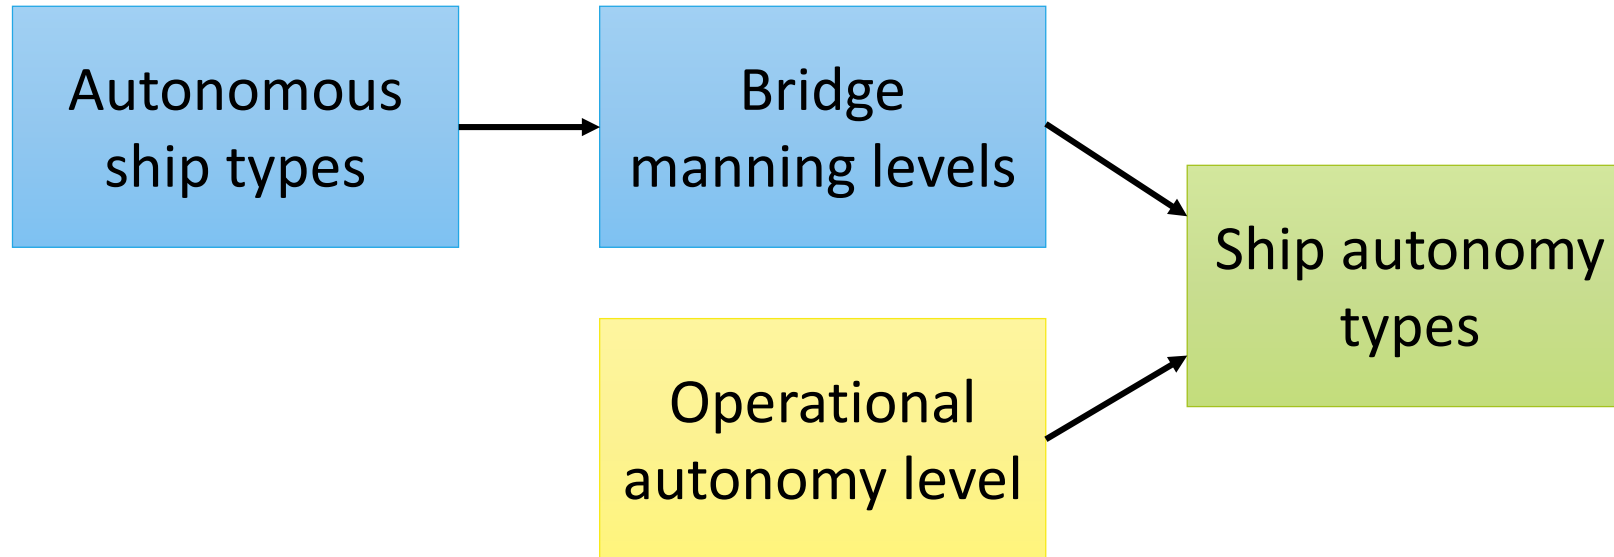 Autonomous
ship types
Bridge
manning levels
Ship autonomy
types
Operational
autonomy level